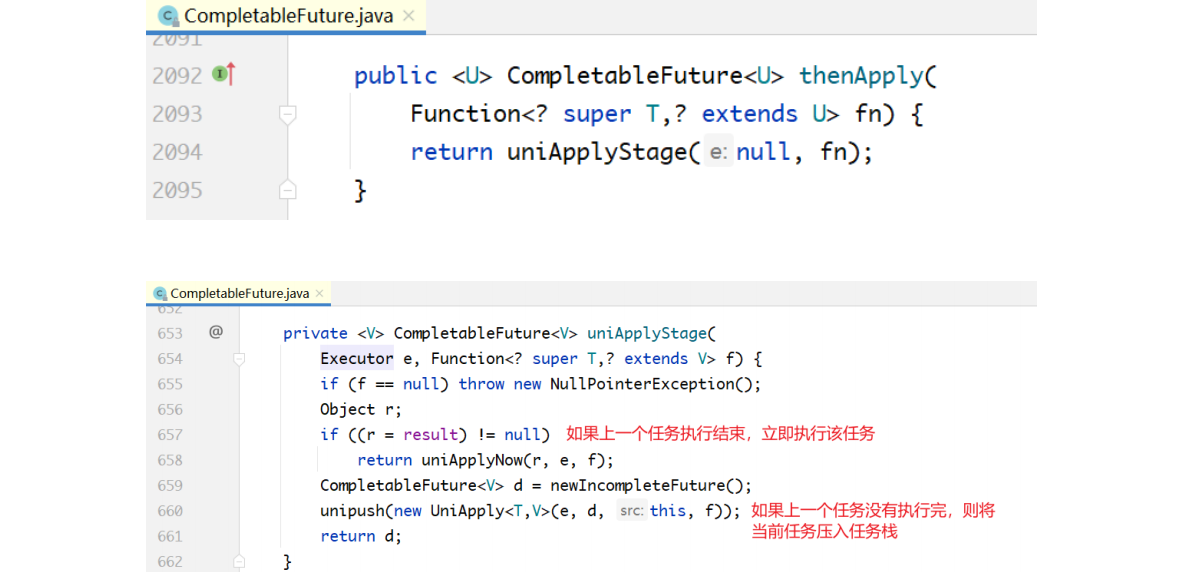 CompletableFuture.java ×
2091
2092 public <U> CompletableFuture<U> thenApply(
2093 Function<? super T,? extends U> fn) {
2094 return uniApplyStage( e: null, fn);
2095 }
CompletableFuture.java ×
652
653 @ private <V> CompletableFuture<V> uniApplyStage(
654 Executor e, Function<? super T,? extends V> f) {
655 if (f == null) throw new NullPointerException();
656 Object r;
657 if ((r = result) != null) 如果上一个任务执行结束，立即执行该任务
658 return uniApplyNow(r, e, f);
659 CompletableFuture<V> d = newIncompleteFuture();
660 unipush(new UniApply<T,V>(e, d, src: this, f)); 如果上一个任务没有执行完，则将
当前任务压入任务栈
661 return d;
662 }